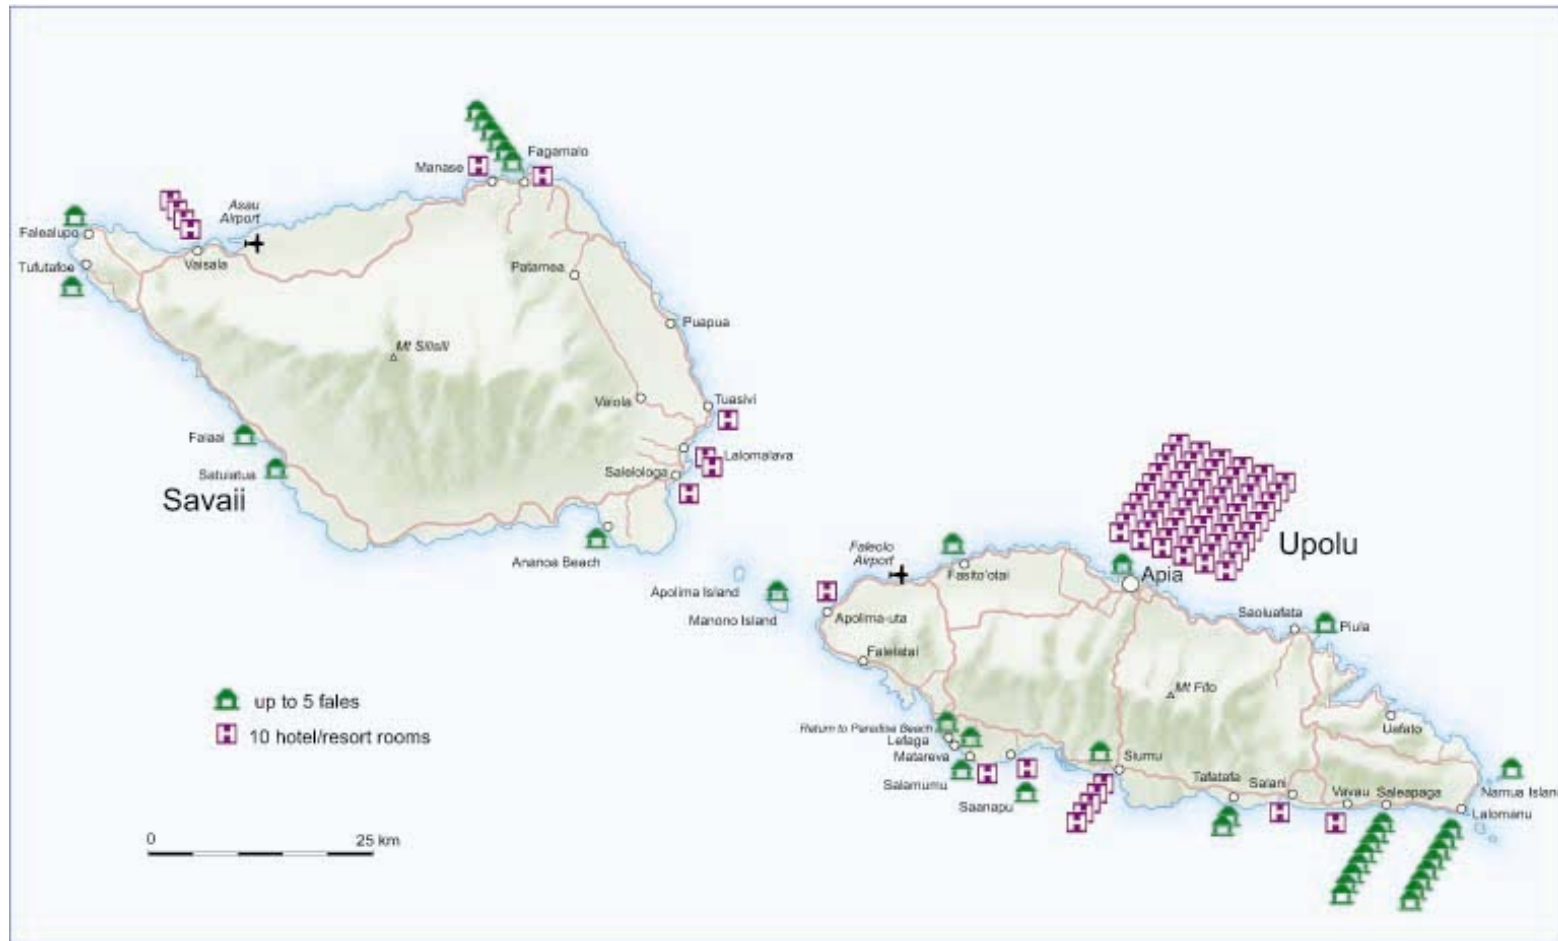 Fagamalo
Manase
Asau
Airport
Falealupo
Vaisala
Tufutafoe
Patamea
Puapua
Mt Silisili
Vaiola
Tuasivi
Falaai
Lalomalava
Satuiatua
Salelologa
Savaii
Ananoa Beach
Faleolo
Airport
Fasito'otai
Upolu
Apia
Apolima Island
Manono Island
Apolima-uta
Saoluafata
Piula
Falelatai
Mt Fito
up to 5 fales
10 hotel/resort rooms
Return to Paradise Beach
Lefaga
Matareva
Uafato
Siumu
Salamumu
Saanapu
Tafatafa
Salani
Vavau
Saleapaga
Namua Islan
Lalomanu
0
25 km